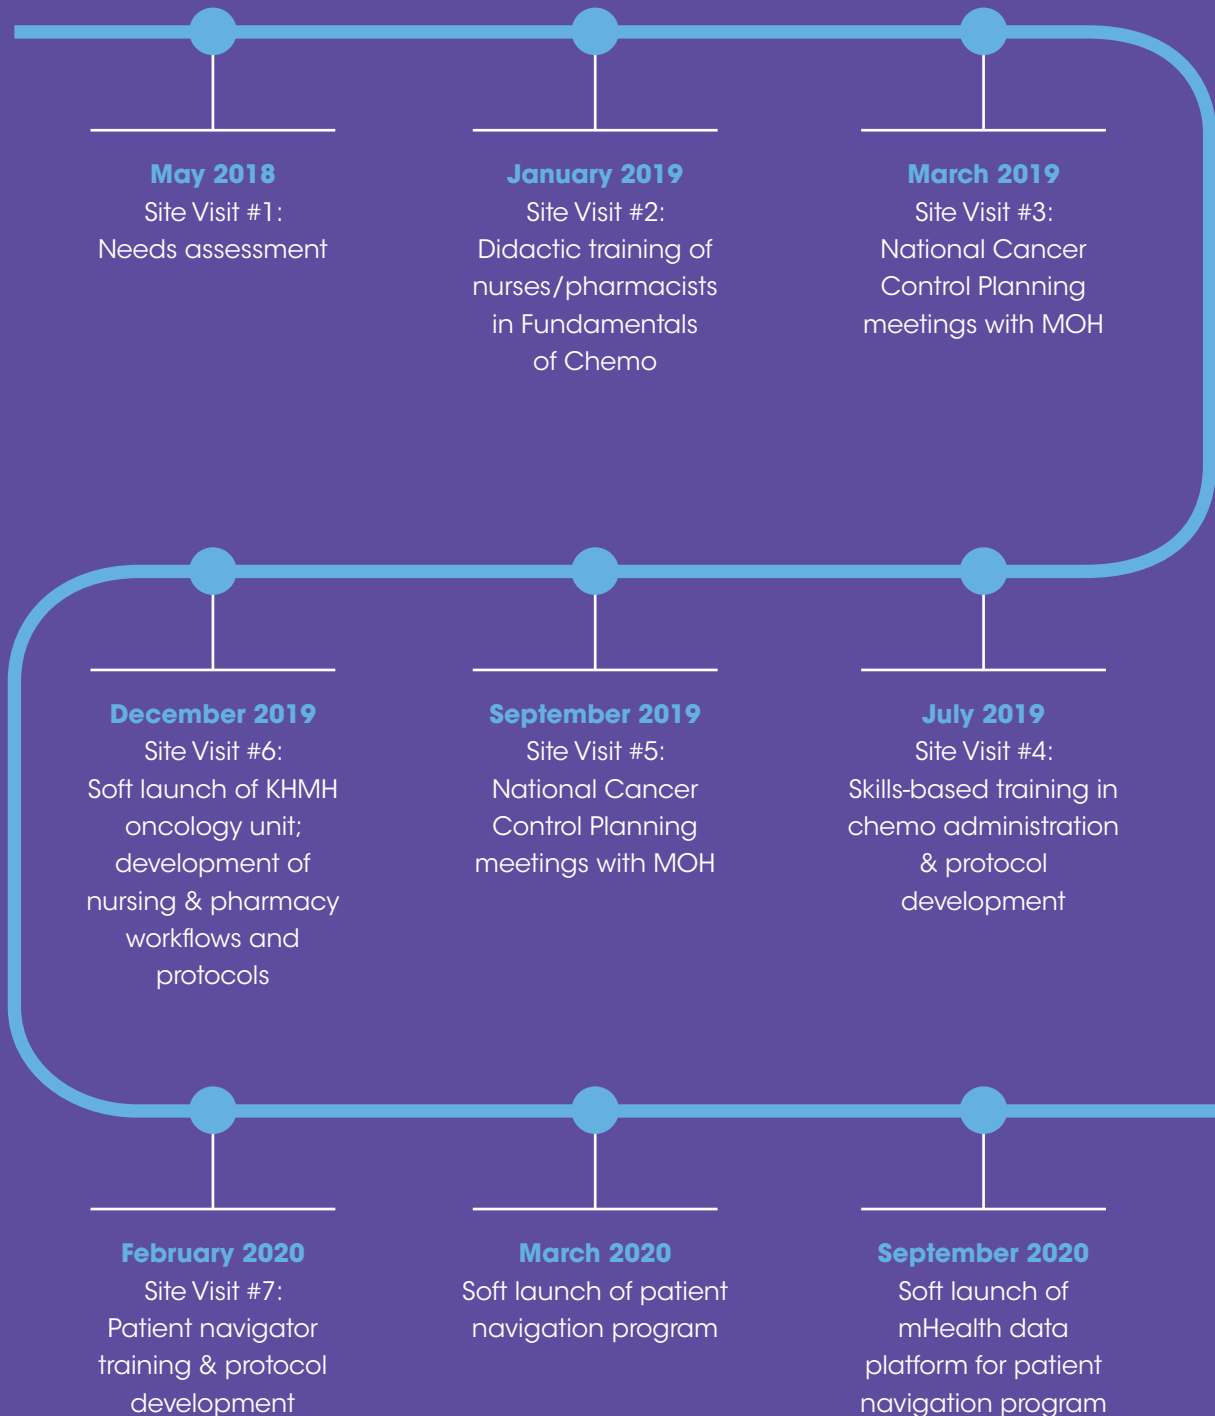 May 2018
Site Visit #1:
Needs assessment
January 2019
Site Visit #2:
Didactic training of
nurses/pharmacists
in Fundamentals
of Chemo
March 2019
Site Visit #3:
National Cancer
Control Planning
meetings with MOH
July 2019
Site Visit #4:
Skills-based training in
chemo administration
& protocol
development
September 2019
Site Visit #5:
National Cancer
Control Planning
meetings with MOH
December 2019
Site Visit #6:
Soft launch of KHMH
oncology unit;
development of
nursing & pharmacy
workflows and
protocols
February 2020
Site Visit #7:
Patient navigator
training & protocol
development
March 2020
Soft launch of patient
navigation program
September 2020
Soft launch of
mHealth data
platform for patient
navigation program